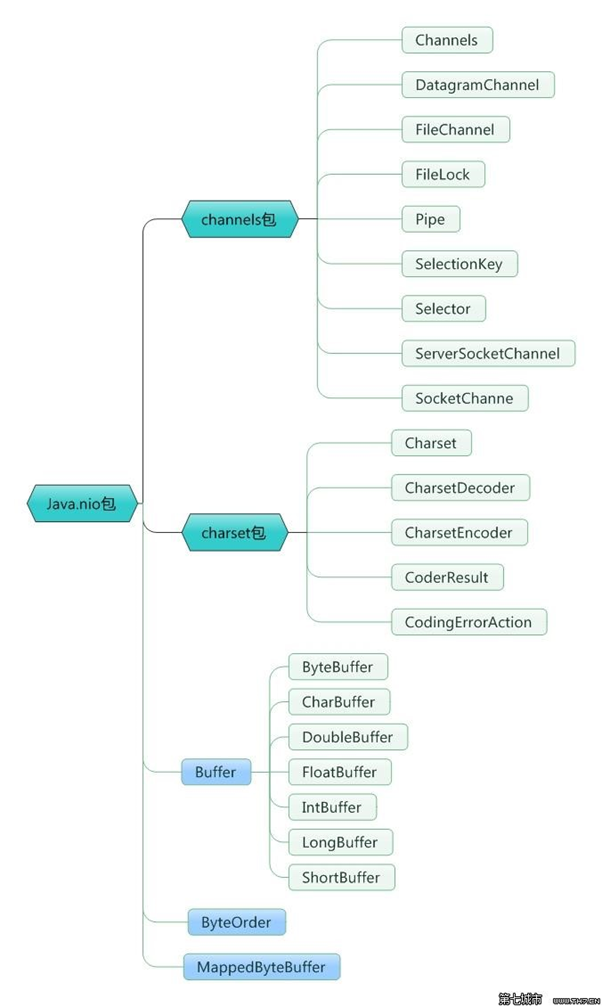 Channels
DatagramChannel
FileChannel
FileLock
channels包
Pipe
SelectionKey
Selector
ServerSocketChannel
SocketChanne
Charset
CharsetDecoder
Java.nio包
charset包
CharsetEncoder
CoderResult
CodingErrorAction
ByteBuffer
CharBuffer
DoubleBuffer
Buffer
FloatBuffer
IntBuffer
LongBuffer
ShortBuffer
ByteOrder
MappedByteBuffer
第七城市 www.th7.cn